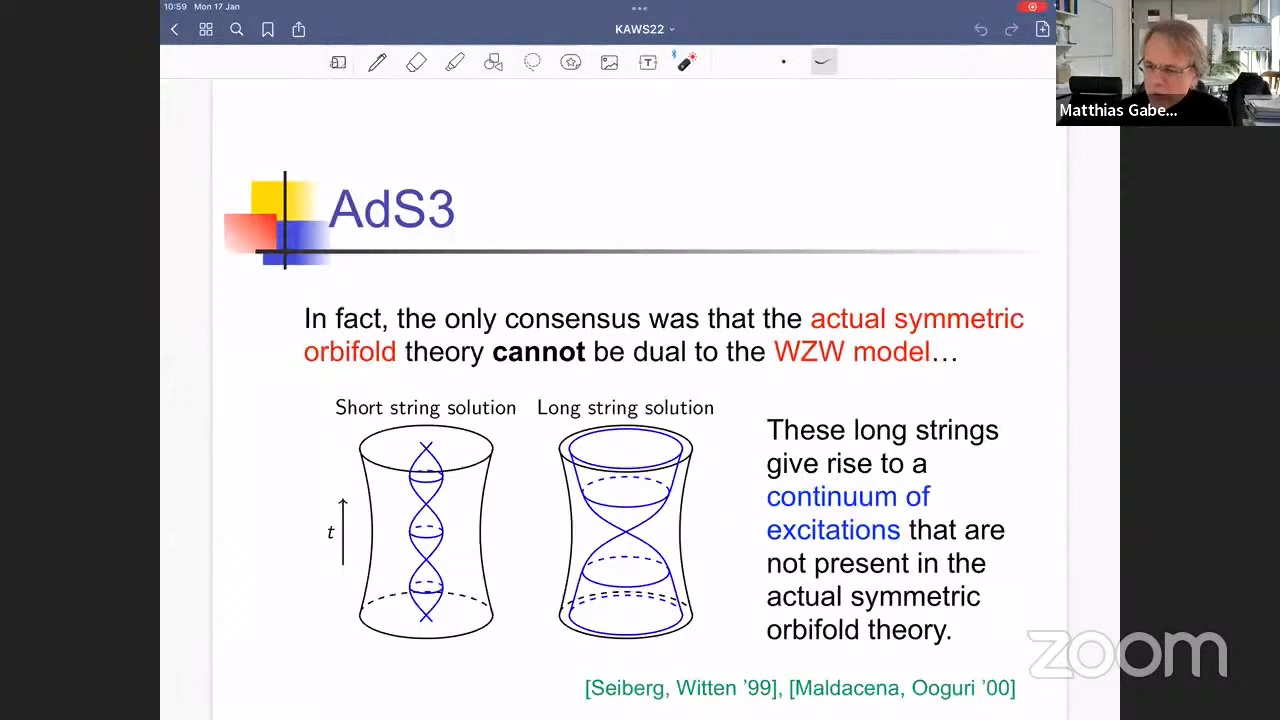 10:59 Mon 17 Jan
KAWS22
Matthias Gabe...
AdS3
In fact, the only consensus was that the actual symmetric
orbifold theory cannot be dual to the WZW model…
Short string solution
Long string solution
t
These long strings
give rise to a
continuum of
excitations that are
not present in the
actual symmetric
orbifold theory.
[Seiberg, Witten '99], [Maldacena, Ooguri '00]
zoom